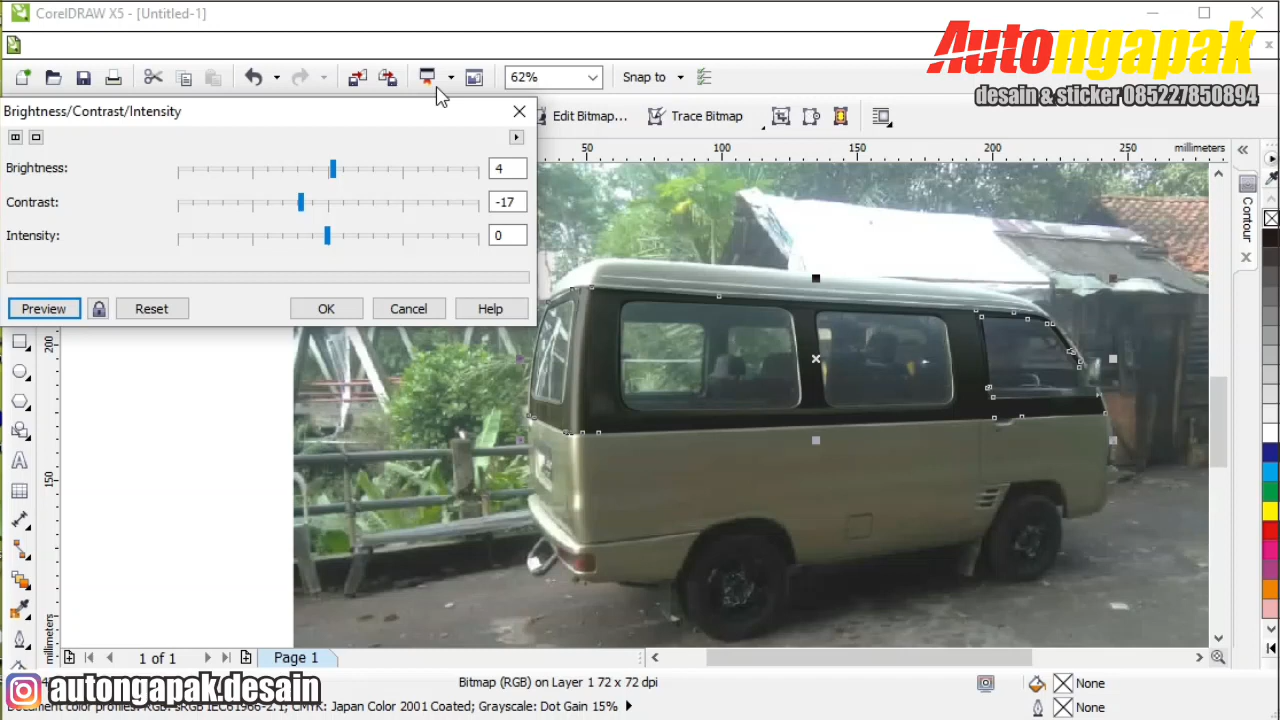 CorelDRAW X5 - [Untitled-1]
Autongapak
desain & sticker 085227850894
62%
Snap to
Brightness/Contrast/Intensity
Edit Bitmap...
Trace Bitmap
50 100 150 200 250 millimeters
Brightness: 4
Contrast: -17
Intensity: 0
Contour
Preview
Reset
OK
Cancel
Help
200
150
millimeters
1 of 1
Page 1
autongapak.desain
Bitmap (RGB) on Layer 1 72 x 72 dpi
None
Document color profiles: RGB: sRGB IEC61966-2.1; CMYK: Japan Color 2001 Coated; Grayscale: Dot Gain 15%
None